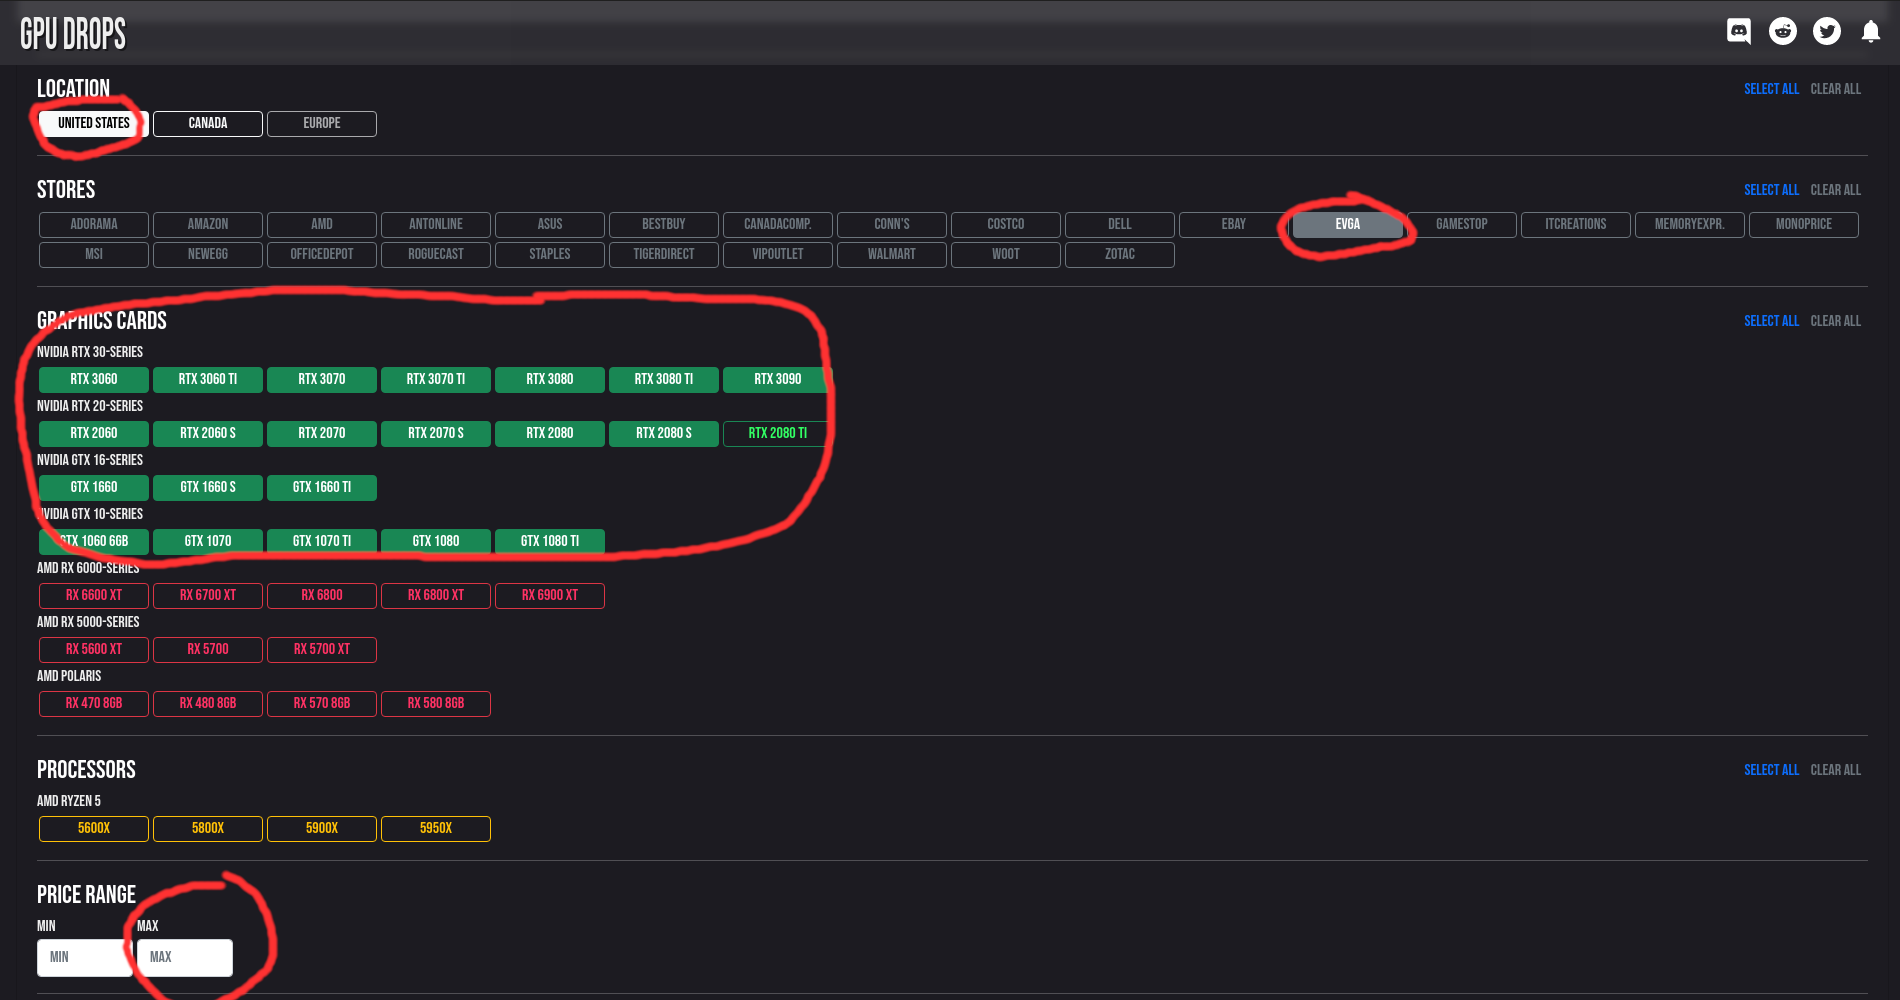 GPU DROPS
LOCATION SELECT ALL CLEAR ALL
UNITED STATES CANADA EUROPE
STORES SELECT ALL CLEAR ALL
ADORAMA AMAZON AMD ANTONLINE ASUS BESTBUY CANADACOMP. CONN'S COSTCO DELL EBAY EVGA GAMESTOP ITCREATIONS MEMORYEXPR. MONOPRICE
MSI NEWEGG OFFICEDEPOT ROGUECAST STAPLES TIGERDIRECT VIPOUTLET WALMART WOOT ZOTAC
GRAPHICS CARDS SELECT ALL CLEAR ALL
NVIDIA RTX 30-SERIES
RTX 3060 RTX 3060 TI RTX 3070 RTX 3070 TI RTX 3080 RTX 3080 TI RTX 3090
NVIDIA RTX 20-SERIES
RTX 2060 RTX 2060 S RTX 2070 RTX 2070 S RTX 2080 RTX 2080 S RTX 2080 TI
NVIDIA GTX 16-SERIES
GTX 1660 GTX 1660 S GTX 1660 TI
NVIDIA GTX 10-SERIES
GTX 1060 6GB GTX 1070 GTX 1070 TI GTX 1080 GTX 1080 TI
AMD RX 6000-SERIES
RX 6600 XT RX 6700 XT RX 6800 RX 6800 XT RX 6900 XT
AMD RX 5000-SERIES
RX 5600 XT RX 5700 RX 5700 XT
AMD POLARIS
RX 470 8GB RX 480 8GB RX 570 8GB RX 580 8GB
PROCESSORS SELECT ALL CLEAR ALL
AMD RYZEN 5
5600X 5800X 5900X 5950X
PRICE RANGE
MIN MAX
MIN MAX